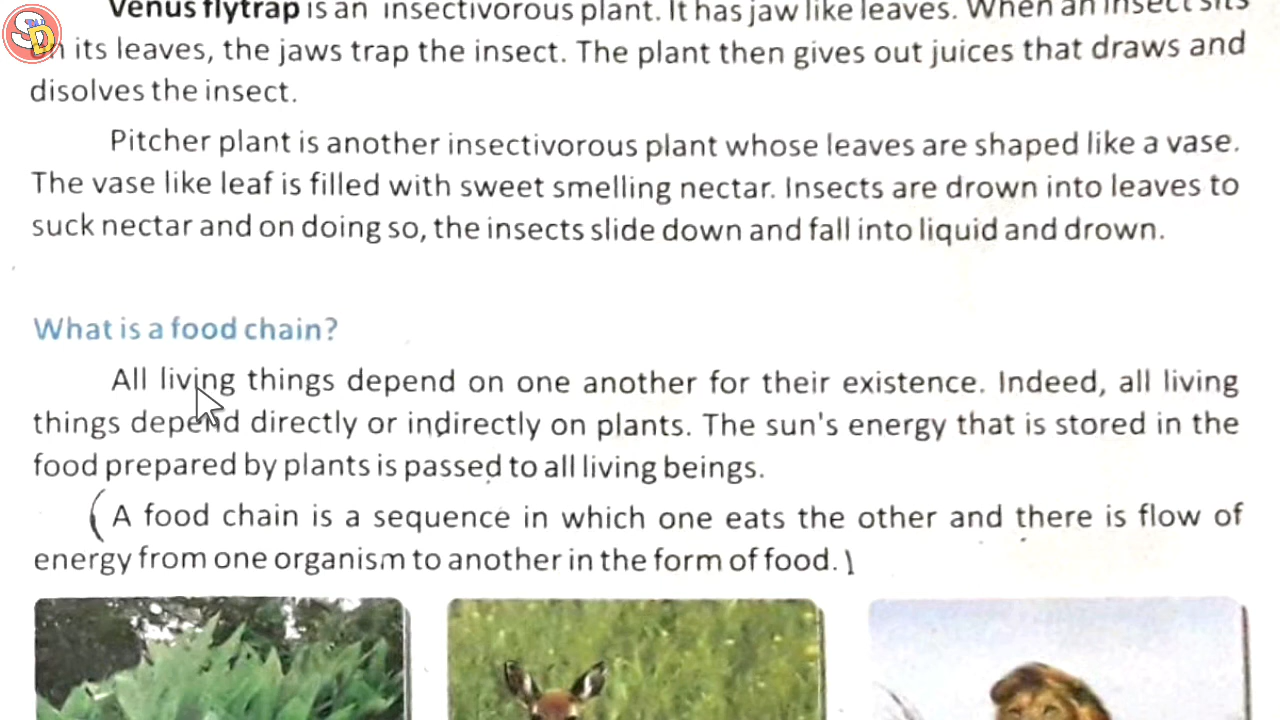 Venus flytrap is an insectivorous plant. It has jaw like leaves. When an insect sits
on its leaves, the jaws trap the insect. The plant then gives out juices that draws and
disolves the insect.
Pitcher plant is another insectivorous plant whose leaves are shaped like a vase.
The vase like leaf is filled with sweet smelling nectar. Insects are drown into leaves to
suck nectar and on doing so, the insects slide down and fall into liquid and drown.
What is a food chain?
All living things depend on one another for their existence. Indeed, all living
things depend directly or indirectly on plants. The sun's energy that is stored in the
food prepared by plants is passed to all living beings.
(A food chain is a sequence in which one eats the other and there is flow of
energy from one organism to another in the form of food.)